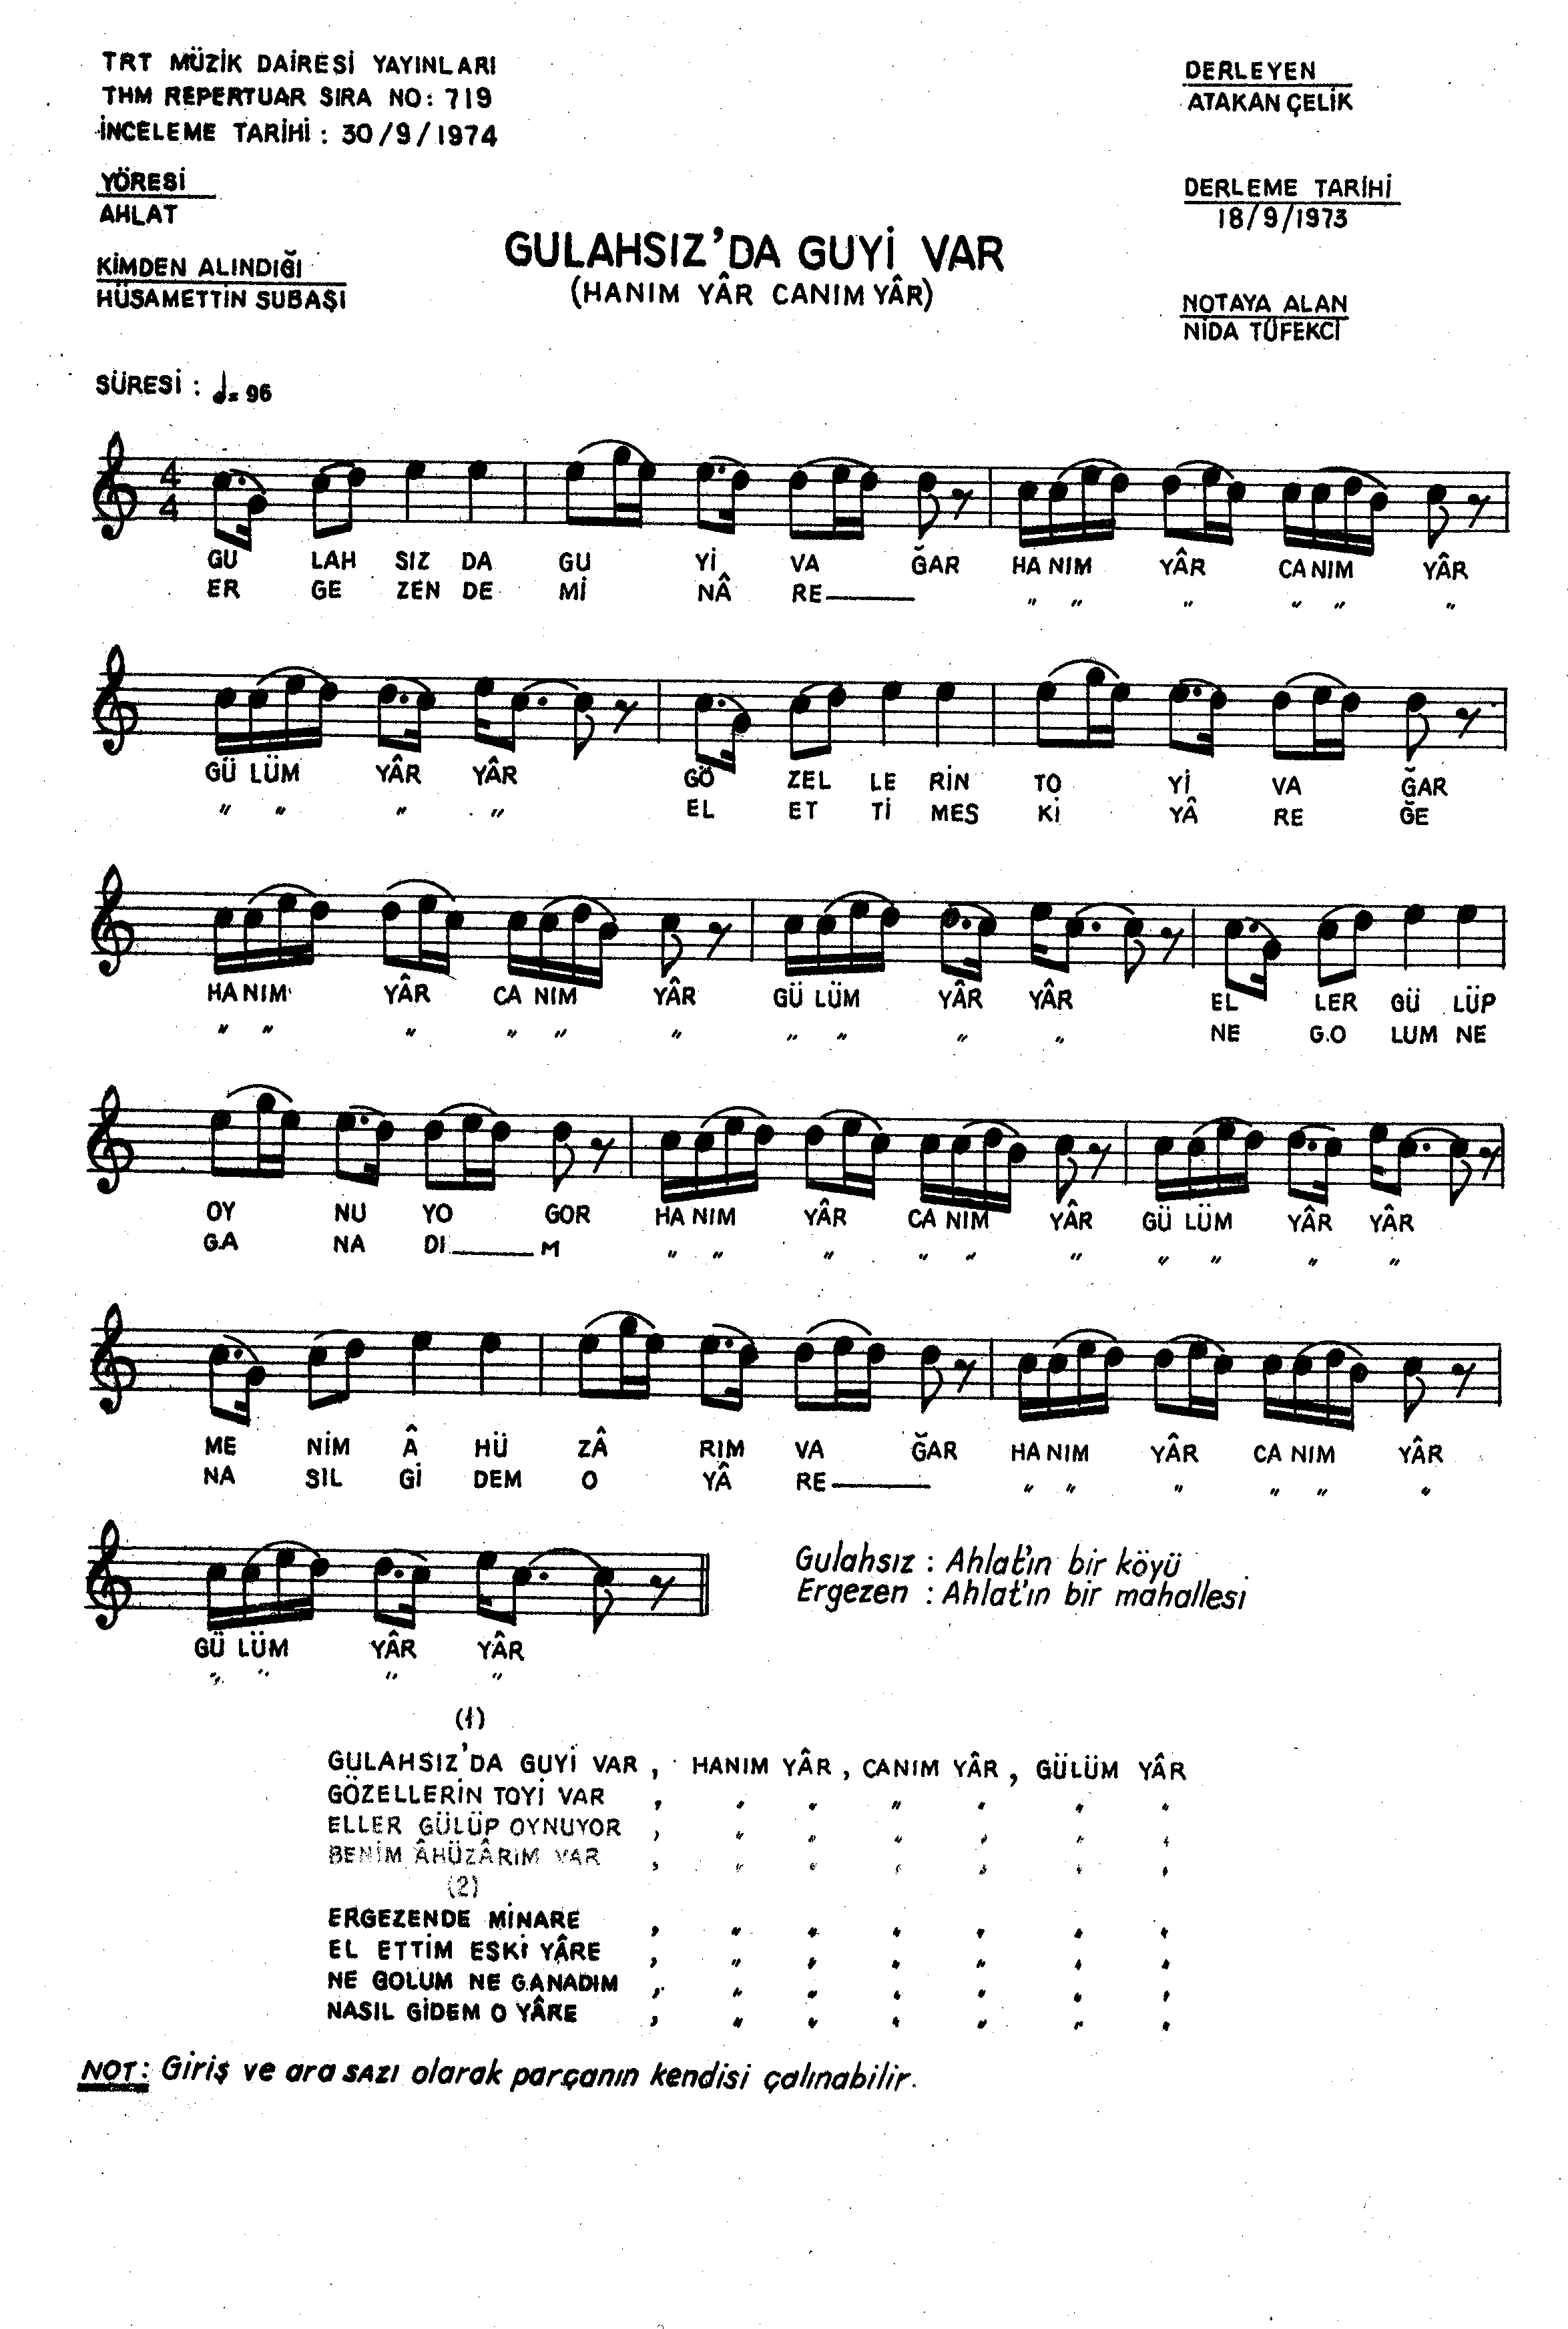 TRT MÜZİK DAİRESİ YAYINLARI
THM REPERTUAR SIRA NO: 719
İNCELEME TARİHİ : 30/9/1974
DERLEYEN
ATAKAN ÇELİK
YÖRESİ
AHLAT
DERLEME TARİHİ
18/9/1973
GULAHSIZ'DA GUYİ VAR
(HANIM YÂR CANIM YÂR)
KİMDEN ALINDIĞI
HÜSAMETTİN SUBAŞI
NOTAYA ALAN
NİDA TÜFEKCİ
SÜRESİ : = 96
4
4
GU LAH SIZ DA GU Yİ VA ĞAR HA NIM YÂR CA NIM YÂR
ER GE ZEN DE Mİ NÂ RE_____ " " " " " "
GÜ LÜM YÂR YÂR GÖ ZEL LE RİN TO Yİ VA ĞAR
" " " " EL ET Tİ MES Kİ YÂ RE ĞE
HA NIM YÂR CA NIM YÂR GÜ LÜM YÂR YÂR EL LER GÜ LÜP
" " " " " " " " " " NE G.O LUM NE
OY NU YO GOR HA NIM YÂR CA NIM YÂR GÜ LÜM YÂR YÂR
G.A NA DI_____ M " " " " " " " " " "
ME NİM Â HÜ ZÂ RIM VA ĞAR HA NIM YÂR CA NIM YÂR
NA SIL Gİ DEM O YÂ RE_____ " " " " " "
GÜ LÜM YÂR YÂR
" " " "
Gulahsız : Ahlat'ın bir köyü
Ergezen : Ahlat'ın bir mahallesi
(1)
GULAHSIZ'DA GUYİ VAR , HANIM YÂR , CANIM YÂR , GÜLÜM YÂR
GÖZELLERİN TOYİ VAR , " " " " " "
ELLER GÜLÜP OYNUYOR , " " " " " "
BENİM ÂHÜZÂRIM VAR , " " " " " "
(2)
ERGEZENDE MİNARE , " " " " " "
EL ETTİM ESKİ YÂRE , " " " " " "
NE GOLUM NE G.ANADIM , " " " " " "
NASIL GİDEM O YÂRE , " " " " " "
NOT: Giriş ve ara SAZI olarak parçanın kendisi çalınabilir.